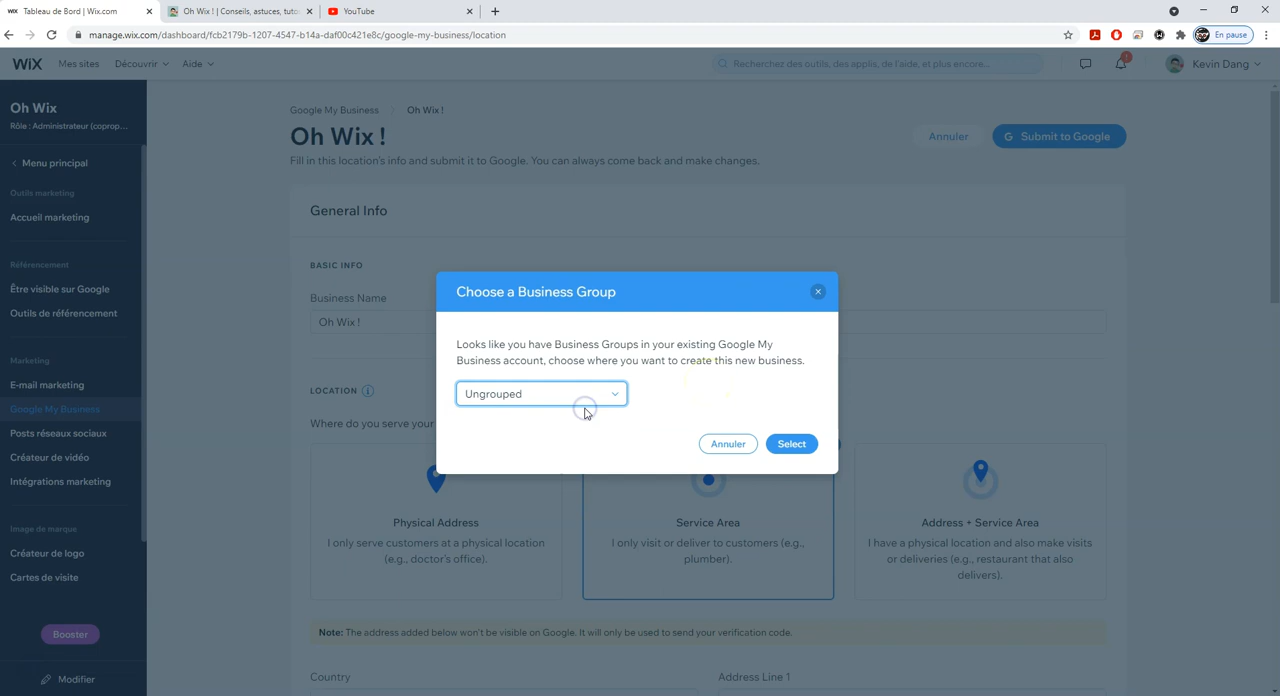 Tableau de Bord | Wix.com
Oh Wix ! | Conseils, astuces, tuto
YouTube
manage.wix.com/dashboard/fcb2179b-1207-4547-b14a-daf00c421e8c/google-my-business/location
En pause
WiX
Mes sites
Découvrir
Aide
Recherchez des outils, des applis, de l'aide, et plus encore...
1
Kevin Dang
Oh Wix
Rôle : Administrateur (coprop...
Menu principal
Outils marketing
Accueil marketing
Référencement
Être visible sur Google
Outils de référencement
Marketing
E-mail marketing
Google My Business
Posts réseaux sociaux
Créateur de vidéo
Intégrations marketing
Image de marque
Créateur de logo
Cartes de visite
Booster
Modifier
Google My Business
Oh Wix !
Oh Wix !
Annuler
G Submit to Google
Fill in this location's info and submit it to Google. You can always come back and make changes.
General Info
BASIC INFO
Business Name
Oh Wix !
LOCATION
Where do you serve your
Choose a Business Group
Looks like you have Business Groups in your existing Google My
Business account, choose where you want to create this new business.
Ungrouped
Annuler
Select
Physical Address
I only serve customers at a physical location
(e.g., doctor's office).
Service Area
I only visit or deliver to customers (e.g.,
plumber).
Address + Service Area
I have a physical location and also make visits
or deliveries (e.g., restaurant that also
delivers).
Note: The address added below won't be visible on Google. It will only be used to send your verification code.
Country
Address Line 1